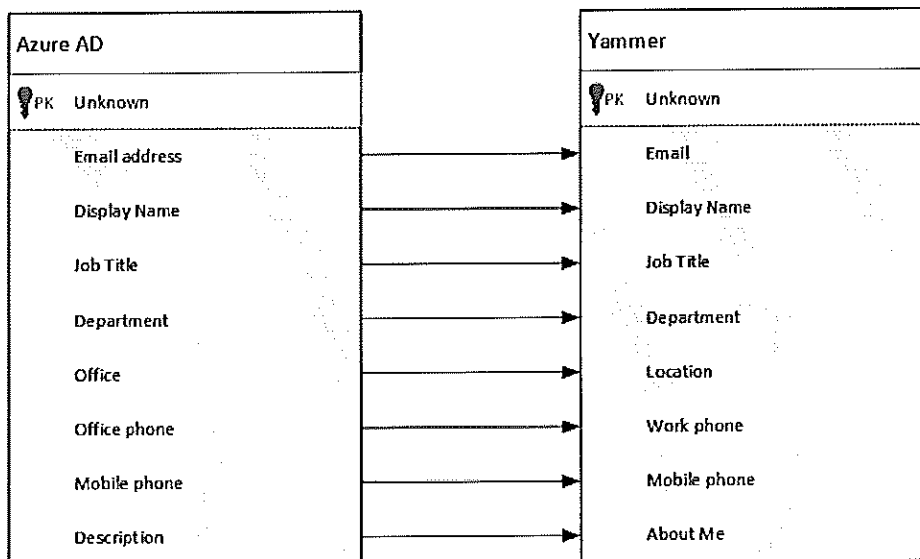 Azure AD
PK Unknown
Email address
Display Name
Job Title
Department
Office
Office phone
Mobile phone
Description
Yammer
PK Unknown
Email
Display Name
Job Title
Department
Location
Work phone
Mobile phone
About Me